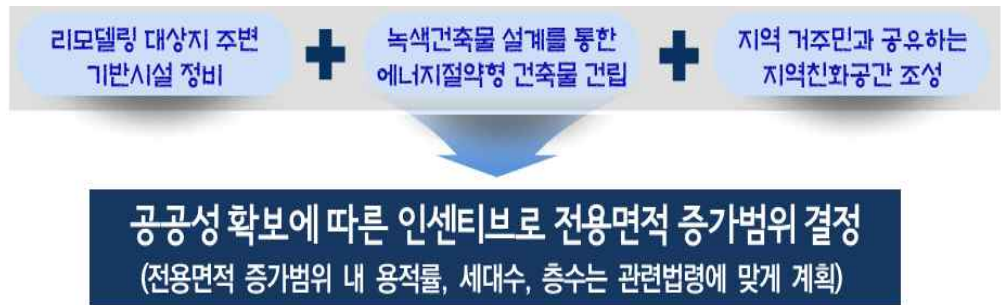 리모델링 대상지 주변
기반시설 정비
녹색건축물 설계를 통한
에너지절약형 건축물 건립
지역 거주민과 공유하는
지역친화공간 조성
공공성 확보에 따른 인센티브로 전용면적 증가범위 결정
(전용면적 증가범위 내 용적률, 세대수, 층수는 관련법령에 맞게 계획)